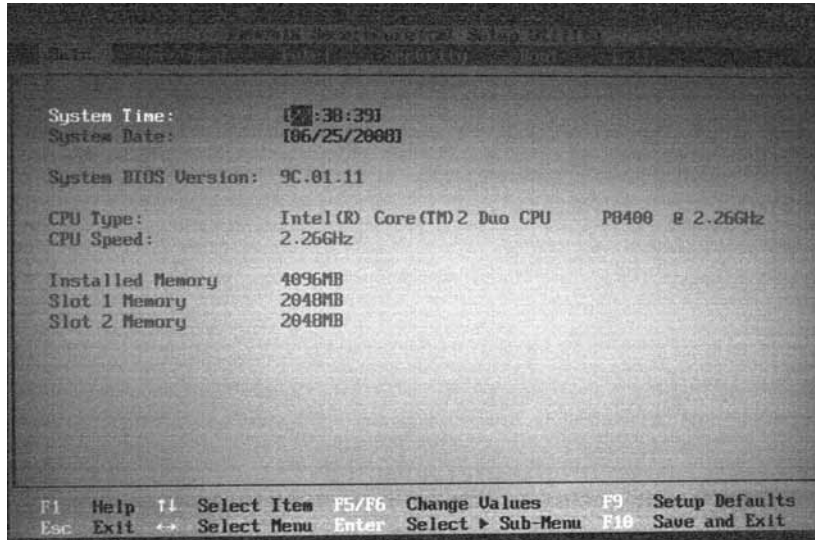 Main
System Time: [ :38:39]
System Date: [06/25/2008]
System BIOS Version: 9C.01.11
CPU Type: Intel(R) Core(TM)2 Duo CPU P8400 @ 2.26GHz
CPU Speed: 2.26GHz
Installed Memory 4096MB
Slot 1 Memory 2048MB
Slot 2 Memory 2048MB
F1 Help ↑↓ Select Item F5/F6 Change Values F9 Setup Defaults
Esc Exit ↔ Select Menu Enter Select ▶ Sub-Menu F10 Save and Exit